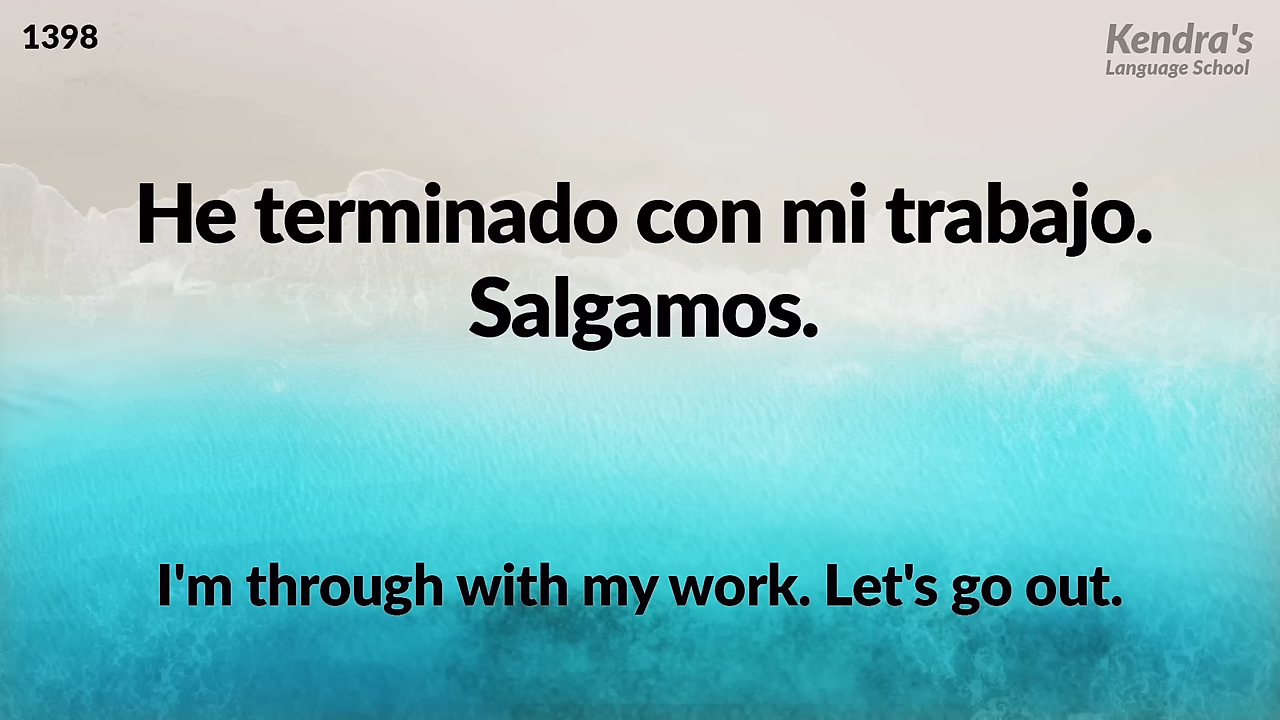 1398
Kendra's
Language School
He terminado con mi trabajo.
Salgamos.
I'm through with my work. Let's go out.